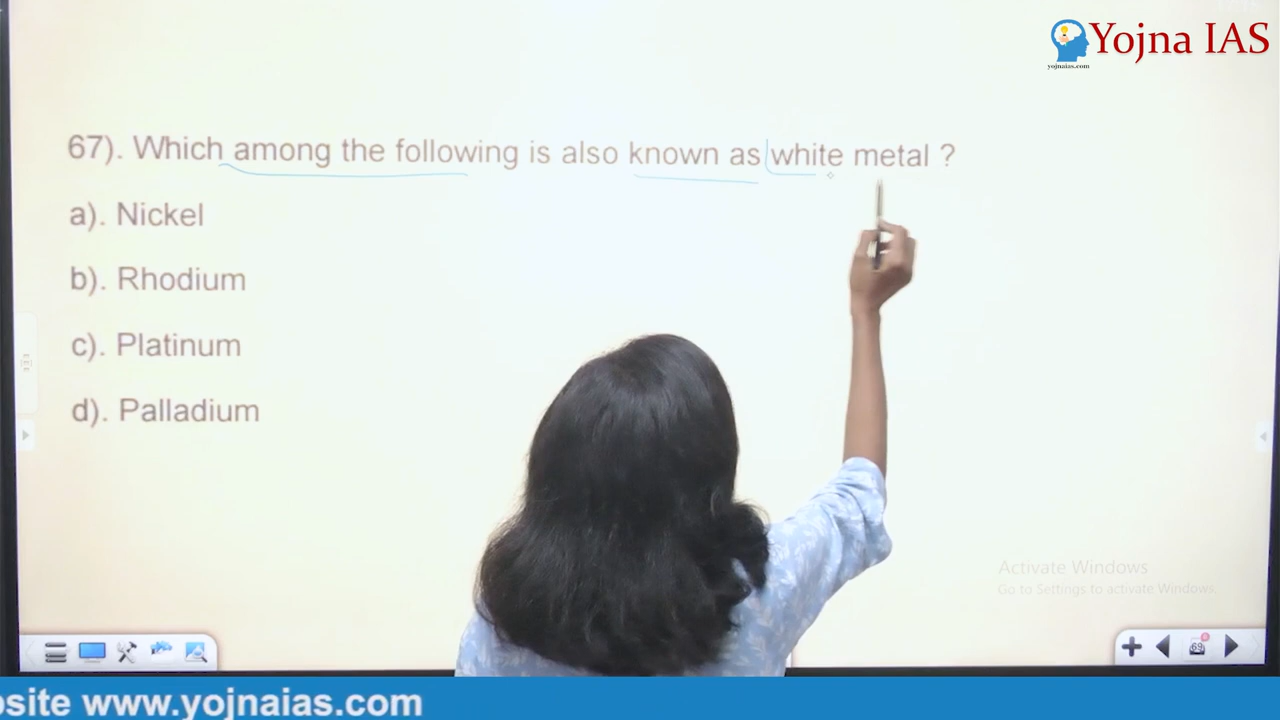 Yojna IAS
yojnaias.com
67). Which among the following is also known as white metal ?
a). Nickel
b). Rhodium
c). Platinum
d). Palladium
Activate Windows
Go to Settings to activate Windows.
69
osite www.yojnaias.com